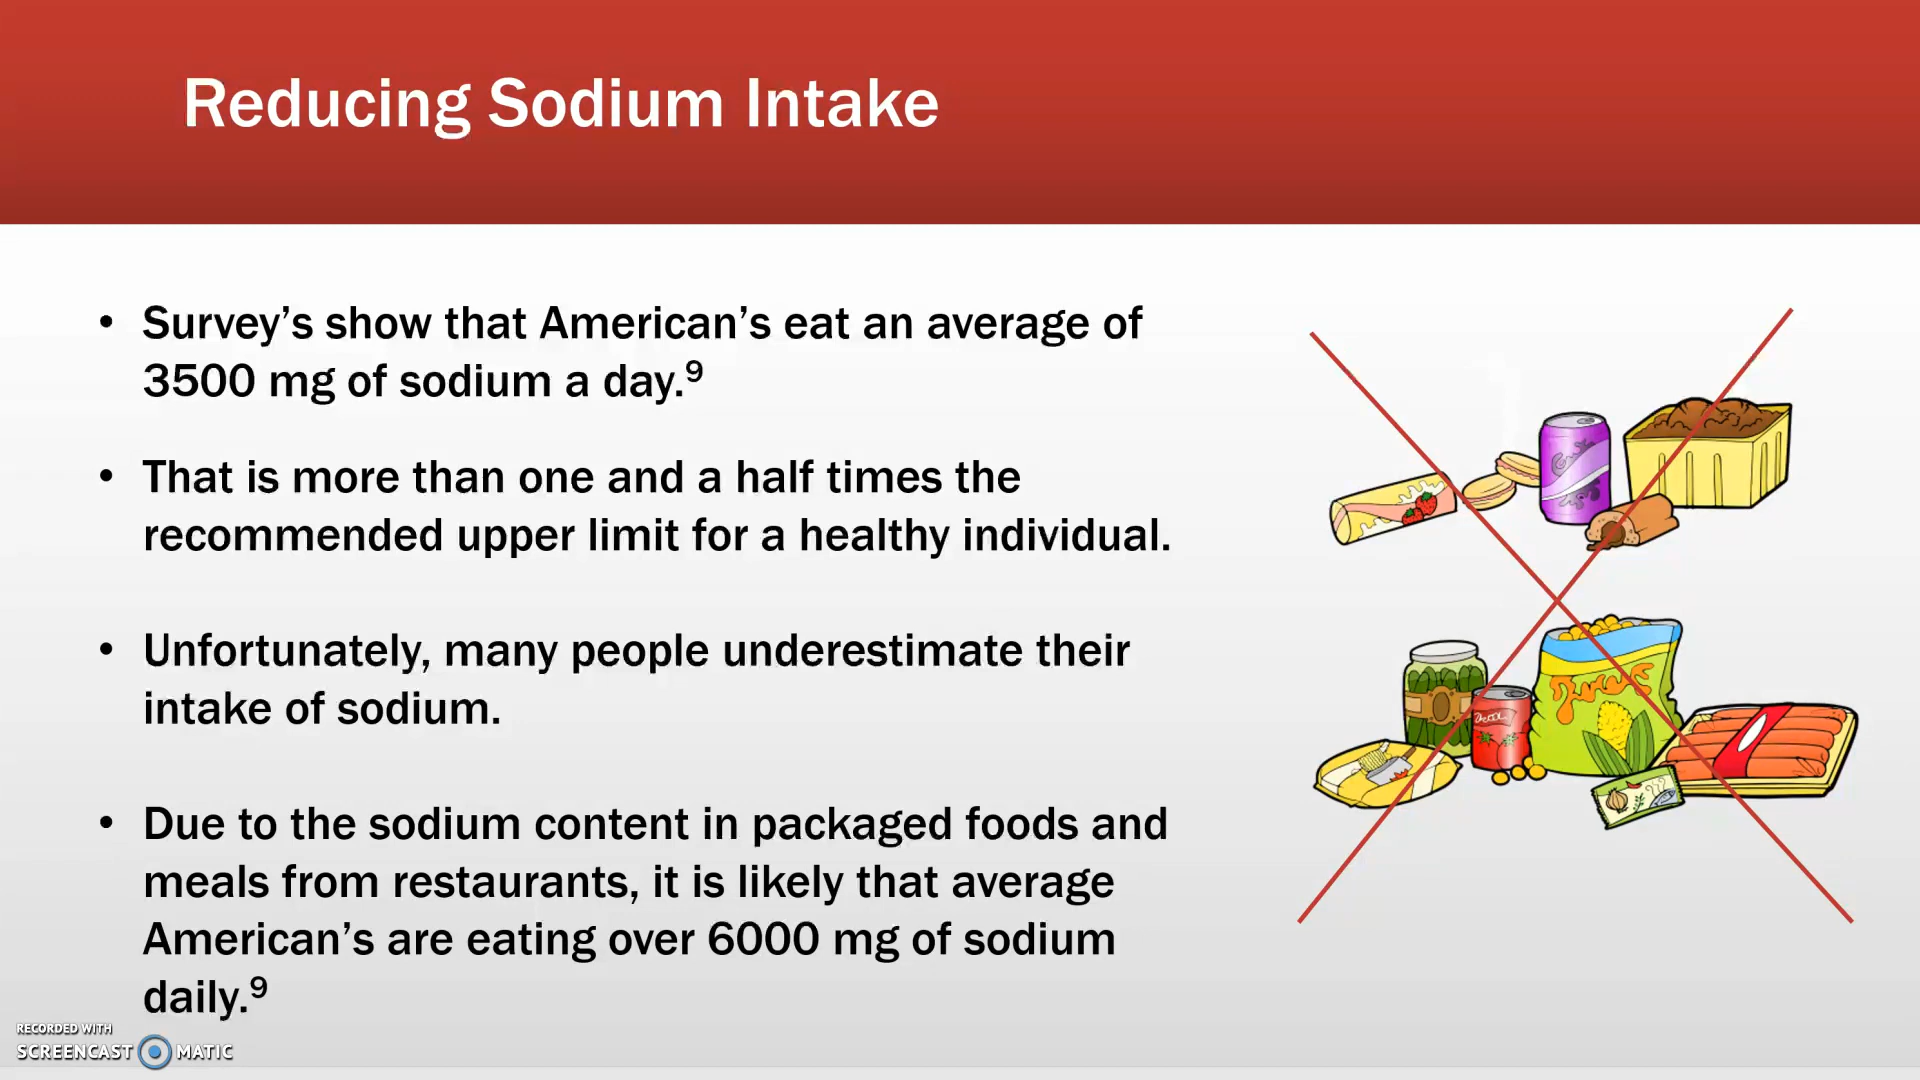 Reducing Sodium Intake
• Survey’s show that American’s eat an average of
3500 mg of sodium a day.⁹
• That is more than one and a half times the
recommended upper limit for a healthy individual.
• Unfortunately, many people underestimate their
intake of sodium.
• Due to the sodium content in packaged foods and
meals from restaurants, it is likely that average
American’s are eating over 6000 mg of sodium
daily.⁹
RECORDED WITH
SCREENCAST MATIC